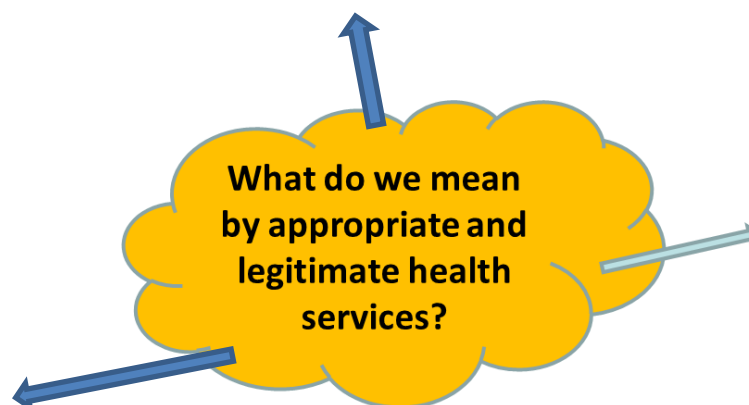 What do we mean
by appropriate and
legitimate health
services?